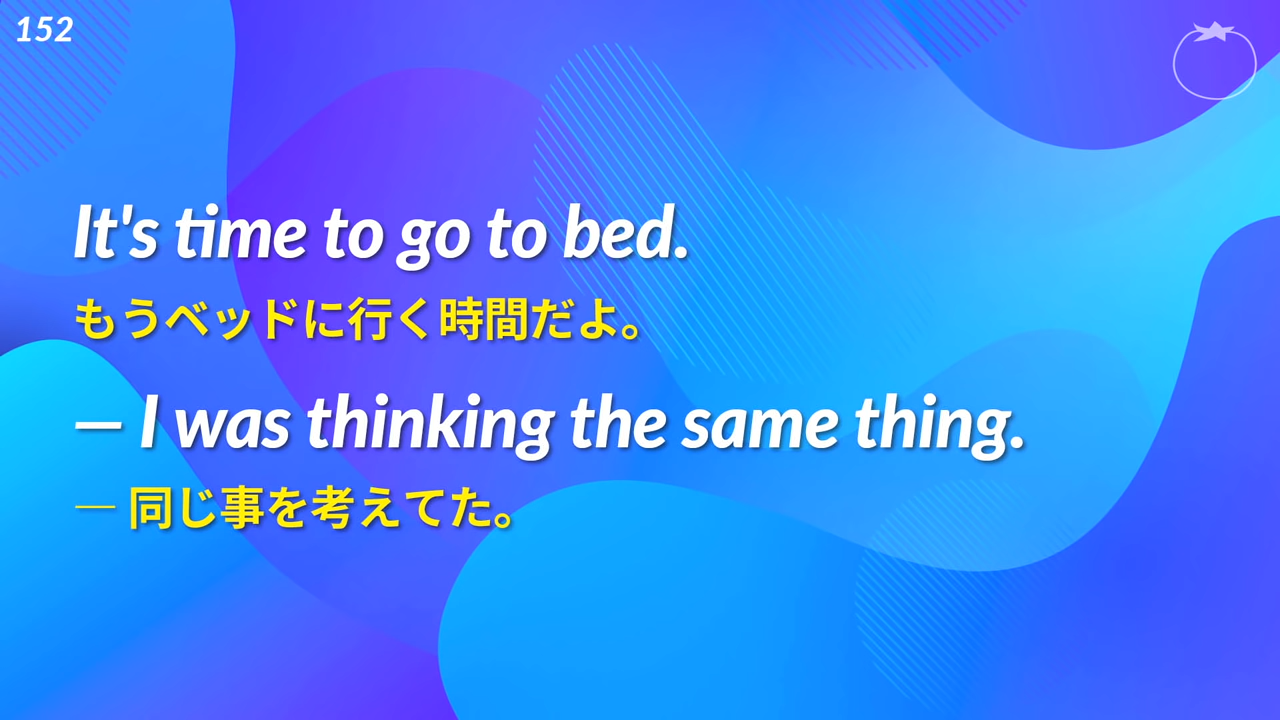 152
It's time to go to bed.
もうベッドに行く時間だよ。
– I was thinking the same thing.
― 同じ事を考えてた。